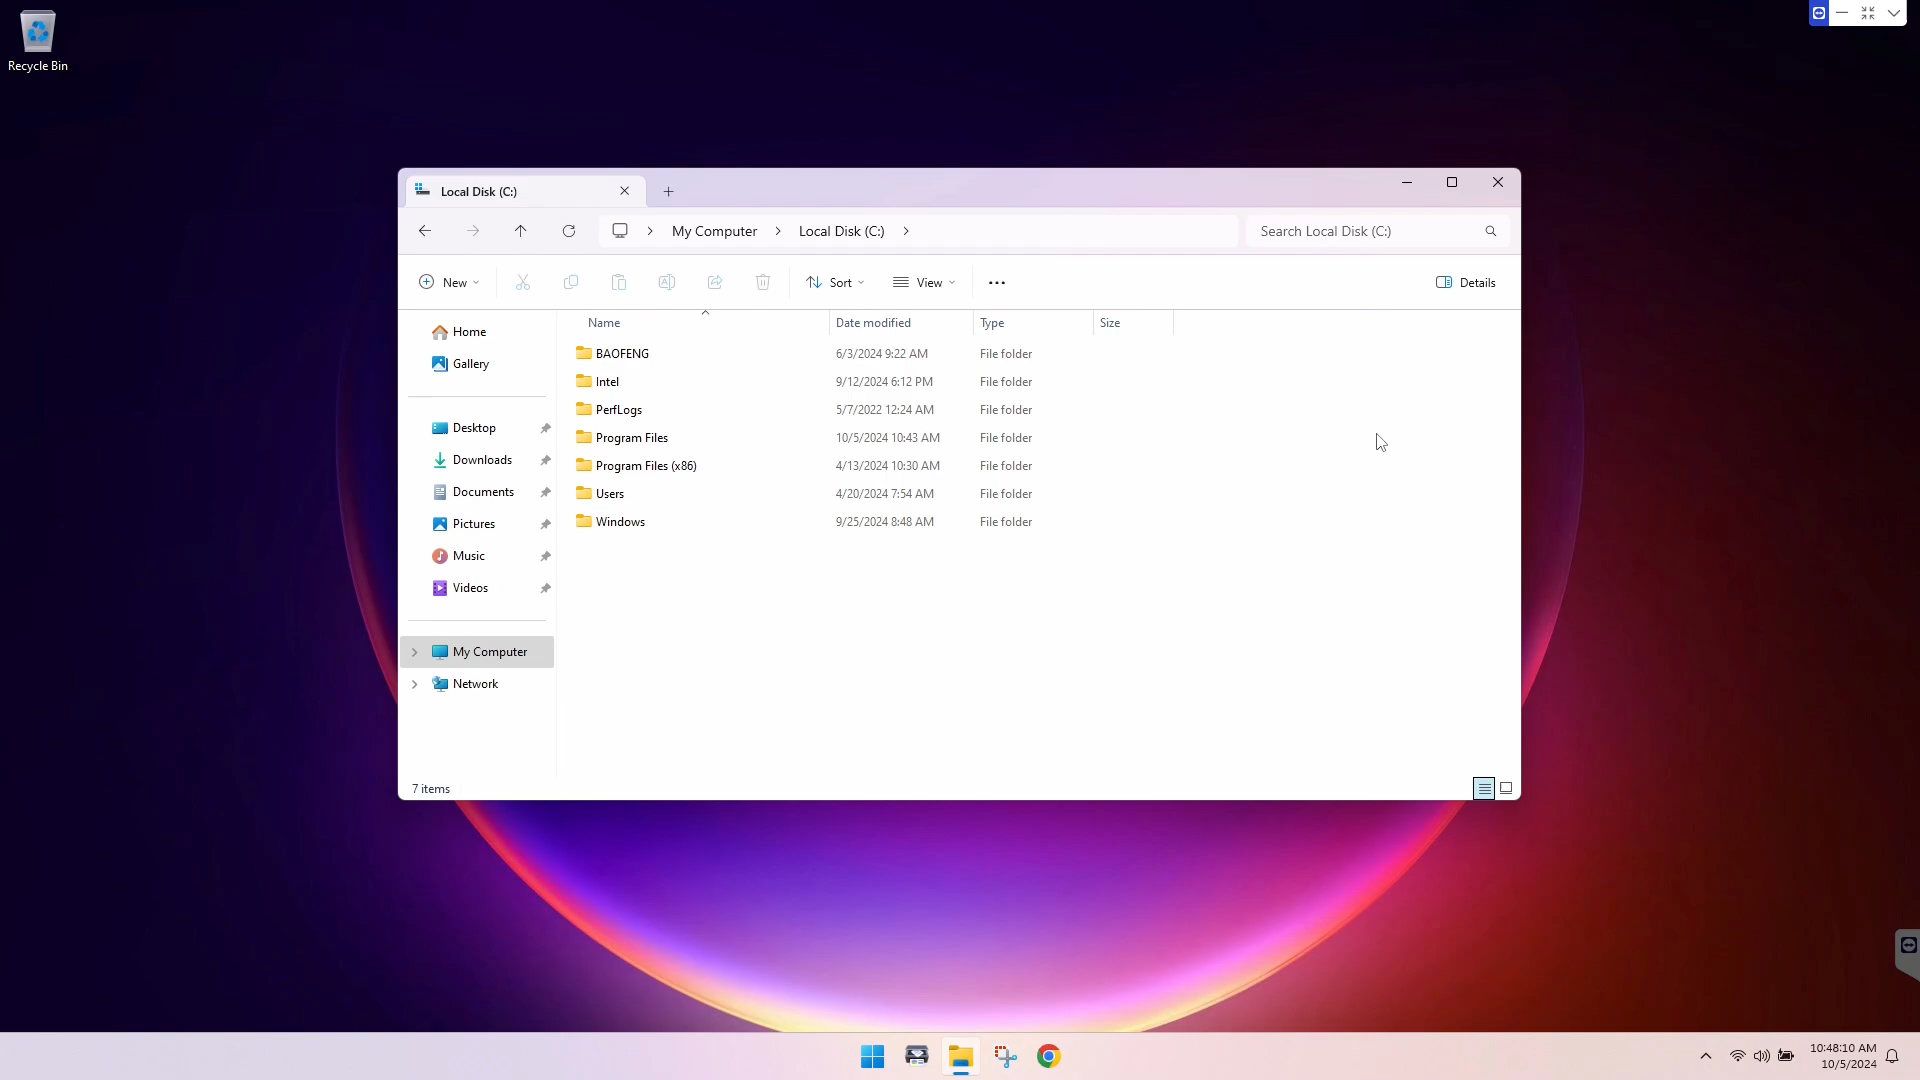 Recycle Bin
Local Disk (C:)
My Computer Local Disk (C:) Search Local Disk (C:)
New Sort View Details
Name Date modified Type Size
Home
Gallery
Desktop
Downloads
Documents
Pictures
Music
Videos
My Computer
Network
BAOFENG 6/3/2024 9:22 AM File folder
Intel 9/12/2024 6:12 PM File folder
PerfLogs 5/7/2022 12:24 AM File folder
Program Files 10/5/2024 10:43 AM File folder
Program Files (x86) 4/13/2024 10:30 AM File folder
Users 4/20/2024 7:54 AM File folder
Windows 9/25/2024 8:48 AM File folder
7 items
10:48:10 AM
10/5/2024